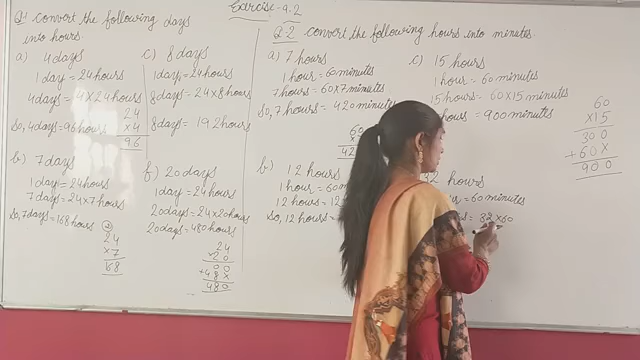 Exercise-9.2
Q.1 convert the following days
into hours.
a) 4 days
1 day = 24 hours
4 days = 4 × 24 hours
So, 4 days = 96 hours
24
×4
96
b) 7 days
1 day = 24 hours
7 days = 24 × 7 hours
So, 7 days = 168 hours
②
24
×7
168
c) 8 days
1 day = 24 hours
8 days = 24 × 8 hours
8 days = 192 hours
f) 20 days
1 day = 24 hours
20 days = 24 × 20 hours
20 days = 480 hours
24
×20
00
+48×
480
Q.2 convert the following hours into minutes.
a) 7 hours
1 hour = 60 minutes
7 hours = 60 × 7 minutes
So, 7 hours = 420 minutes
60
b) 12 hours
1 hour = 60
12 hours =
So, 12 hours =
c) 15 hours
1 hour = 60 minutes
15 hours = 60 × 15 minutes
hours = 900 minutes
60
×15
300
+60×
900
hours
= 60 minutes
× 60